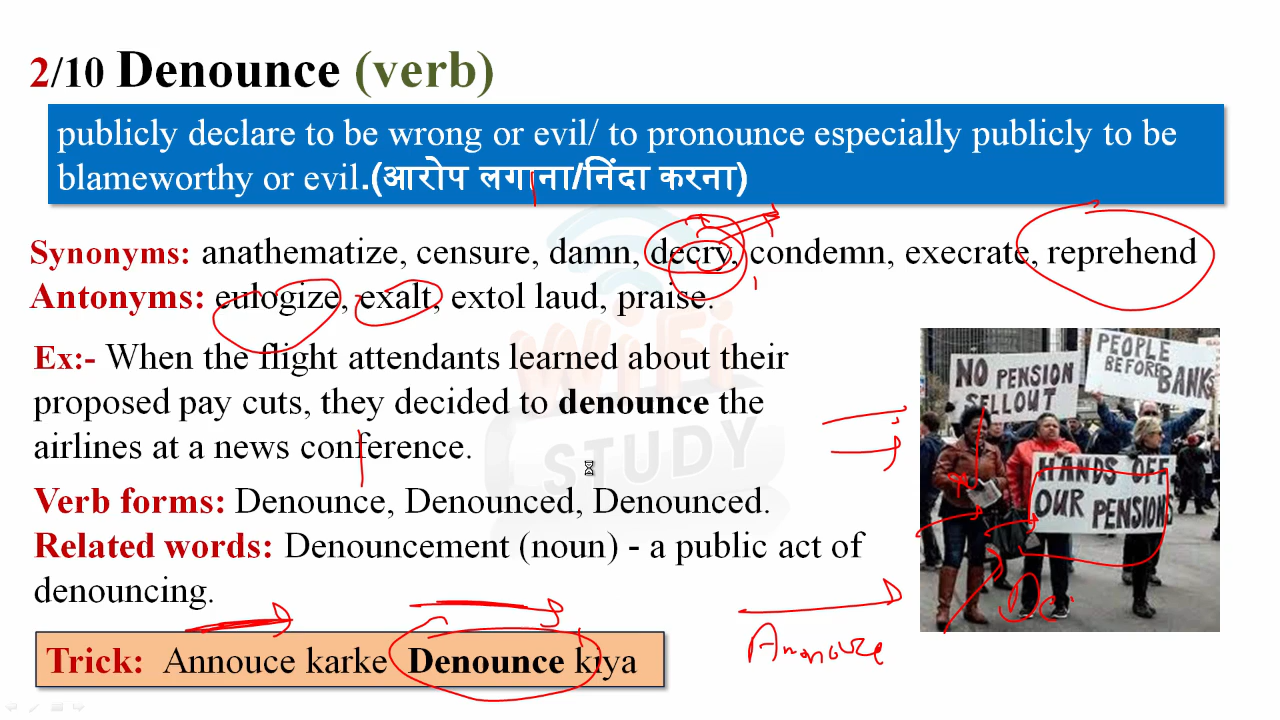 2/10 Denounce (verb)
publicly declare to be wrong or evil/ to pronounce especially publicly to be
blameworthy or evil.(आरोप लगाना/निंदा करना)
Synonyms: anathematize, censure, damn, decry, condemn, execrate, reprehend
Antonyms: eulogize, exalt, extol laud, praise.
Ex:- When the flight attendants learned about their
proposed pay cuts, they decided to denounce the
airlines at a news conference.
Verb forms: Denounce, Denounced, Denounced.
Related words: Denouncement (noun) - a public act of
denouncing.
Trick: Annouce karke Denounce kiya
WiFi
STUDY
NO PENSION
SELLOUT
PEOPLE
BEFORE
BANKS
HANDS OFF
OUR PENSIONS